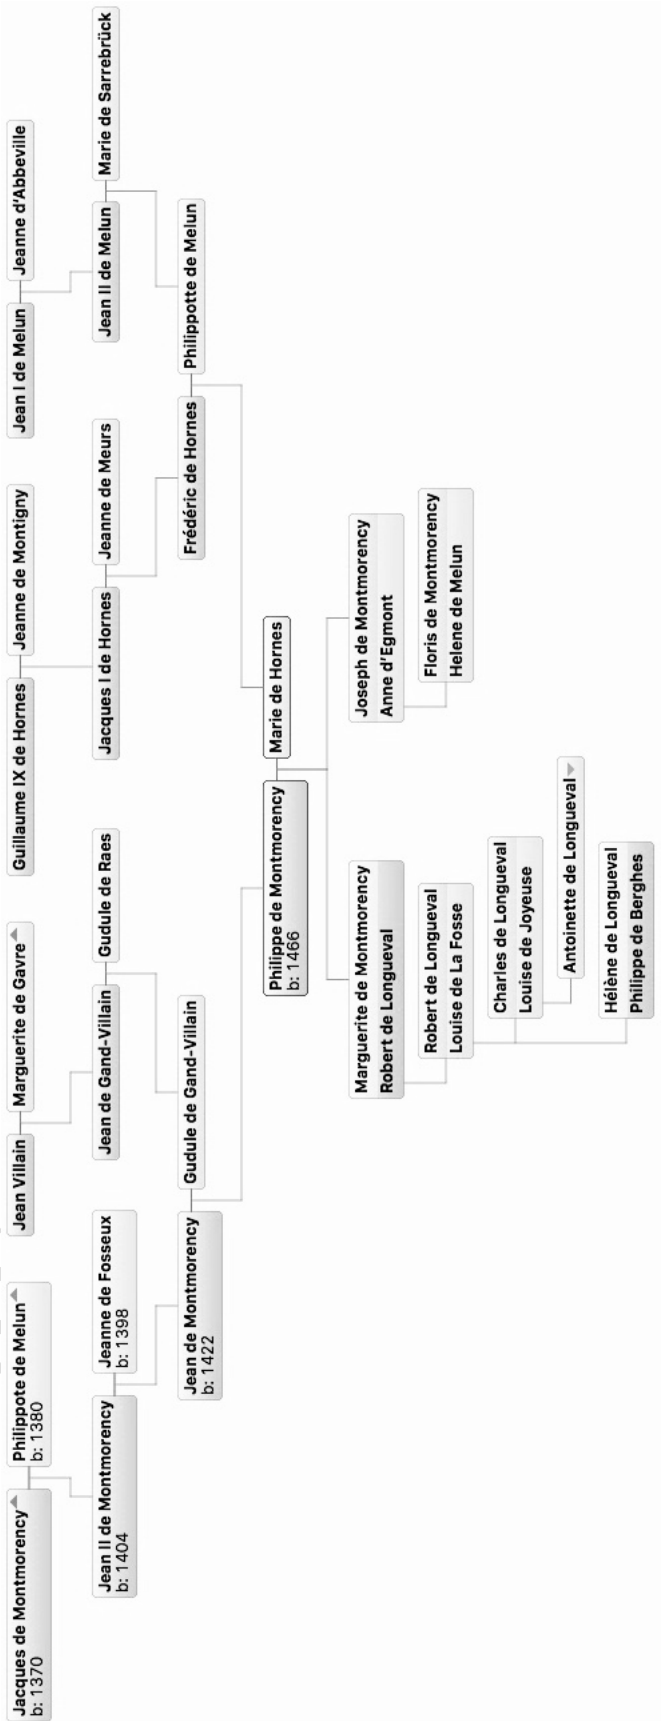 Jacques de Montmorency
b: 1370
Philippote de Melun
b: 1380
Jean Villain
Marguerite de Gavre
Guillaume IX de Hornes
Jeanne de Montigny
Jean I de Melun
Jeanne d'Abbeville
Jean II de Montmorency
b: 1404
Jeanne de Fosseux
b: 1398
Jean de Gand-Villain
Gudule de Raes
Jacques I de Hornes
Jeanne de Meurs
Jean II de Melun
Marie de Sarrebrück
Jean de Montmorency
b: 1422
Gudule de Gand-Villain
Frédéric de Hornes
Philippotte de Melun
Philippe de Montmorency
b: 1466
Marie de Hornes
Marguerite de Montmorency
Robert de Longueval
Joseph de Montmorency
Anne d'Egmont
Robert de Longueval
Louise de La Fosse
Floris de Montmorency
Helene de Melun
Charles de Longueval
Louise de Joyeuse
Antoinette de Longueval
Hélène de Longueval
Philippe de Berghes